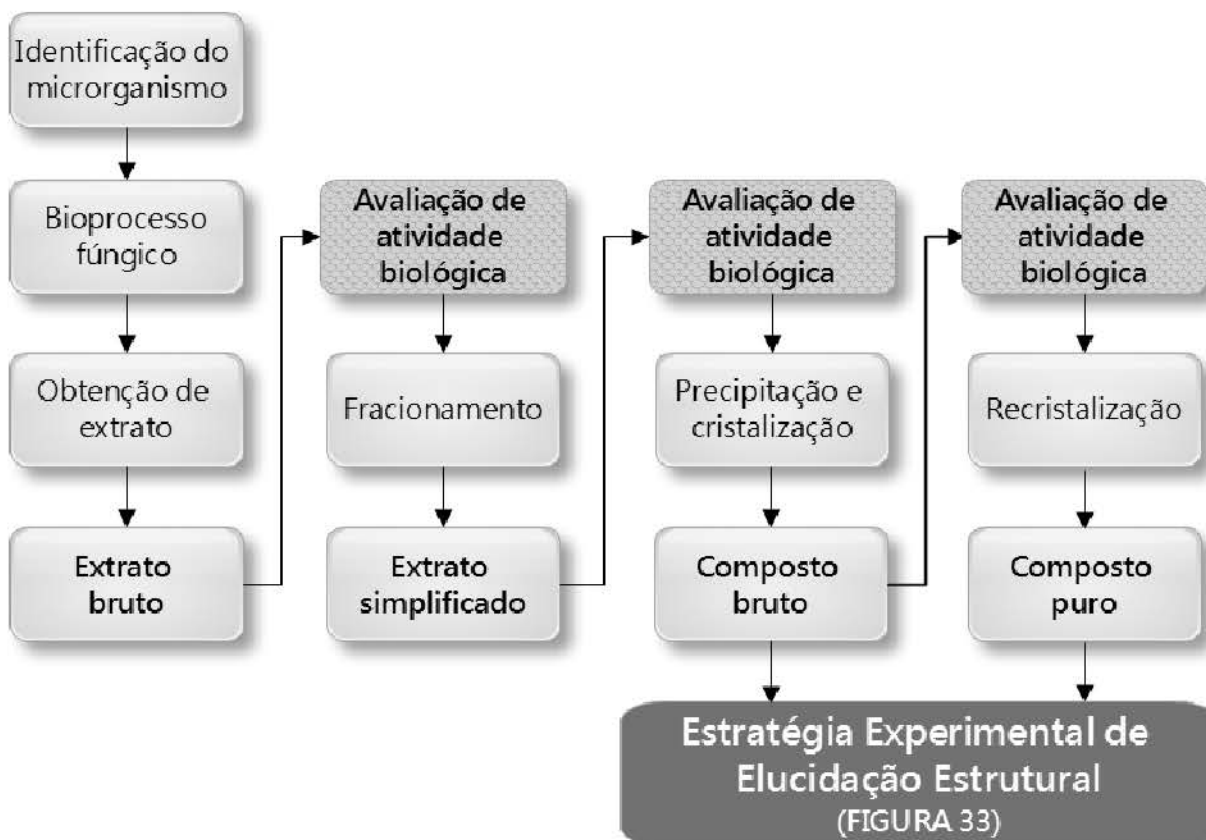 Identificação do
microrganismo
Bioprocesso
fúngico
Obtenção de
extrato
Extrato
bruto
Avaliação de
atividade
biológica
Fracionamento
Extrato
simplificado
Avaliação de
atividade
biológica
Precipitação e
cristalização
Composto
bruto
Avaliação de
atividade
biológica
Recristalização
Composto
puro
Estratégia Experimental de
Elucidação Estrutural
(FIGURA 33)